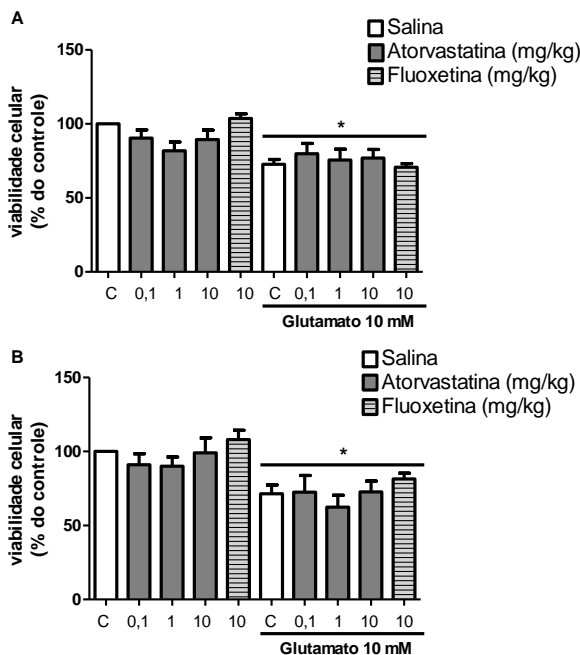 A
Salina
Atorvastatina (mg/kg)
Fluoxetina (mg/kg)
viabilidade celular
(% do controle)
150
100
50
0
*
C 0,1 1 10 10 C 0,1 1 10 10
Glutamato 10 mM
B
Salina
Atorvastatina (mg/kg)
Fluoxetina (mg/kg)
viabilidade celular
(% do controle)
150
100
50
0
*
C 0,1 1 10 10 C 0,1 1 10 10
Glutamato 10 mM